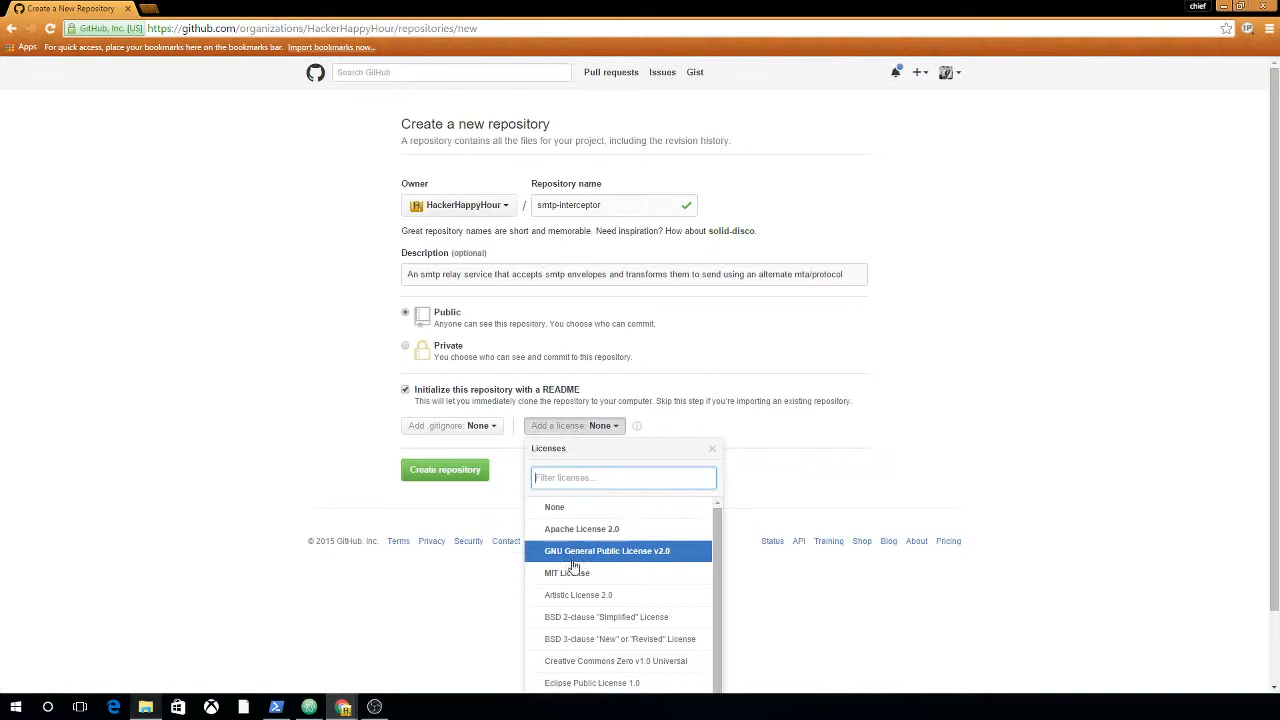 Create a New Repository
chief
GitHub, Inc. [US]
https://github.com/organizations/HackerHappyHour/repositories/new
Apps
For quick access, place your bookmarks here on the bookmarks bar.
Import bookmarks now...
Search GitHub
Pull requests
Issues
Gist
Create a new repository
A repository contains all the files for your project, including the revision history.
Owner
Repository name
HackerHappyHour
/
smtp-interceptor
Great repository names are short and memorable. Need inspiration? How about solid-disco.
Description (optional)
An smtp relay service that accepts smtp envelopes and transforms them to send using an alternate mta/protocol
Public
Anyone can see this repository. You choose who can commit.
Private
You choose who can see and commit to this repository.
Initialize this repository with a README
This will let you immediately clone the repository to your computer. Skip this step if you're importing an existing repository.
Add .gitignore: None
Add a license: None
Licenses
Create repository
Filter licenses...
None
Apache License 2.0
GNU General Public License v2.0
MIT License
Artistic License 2.0
BSD 2-clause "Simplified" License
BSD 3-clause "New" or "Revised" License
Creative Commons Zero v1.0 Universal
Eclipse Public License 1.0
© 2015 GitHub, Inc.
Terms
Privacy
Security
Contact
Status
API
Training
Shop
Blog
About
Pricing